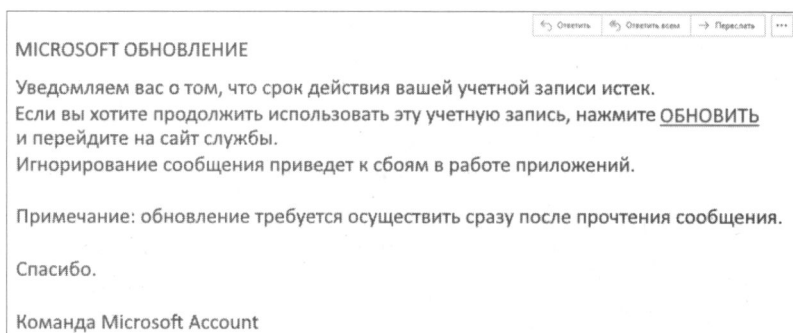 Ответить Ответить всем Переслать ...
MICROSOFT ОБНОВЛЕНИЕ
Уведомляем вас о том, что срок действия вашей учетной записи истек.
Если вы хотите продолжить использовать эту учетную запись, нажмите ОБНОВИТЬ
и перейдите на сайт службы.
Игнорирование сообщения приведет к сбоям в работе приложений.
Примечание: обновление требуется осуществить сразу после прочтения сообщения.
Спасибо.
Команда Microsoft Account